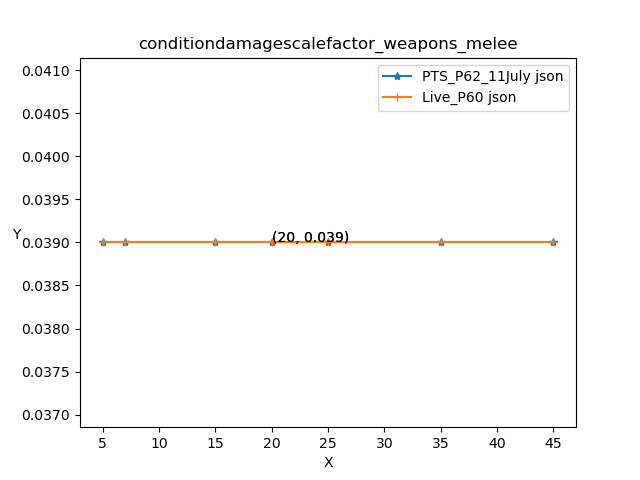 conditiondamagescalefactor_weapons_melee
PTS_P62_11July json
Live_P60 json
0.0410
0.0405
0.0400
0.0395
0.0390
0.0385
0.0380
0.0375
0.0370
Y
(20, 0.039)
5 10 15 20 25 30 35 40 45
X